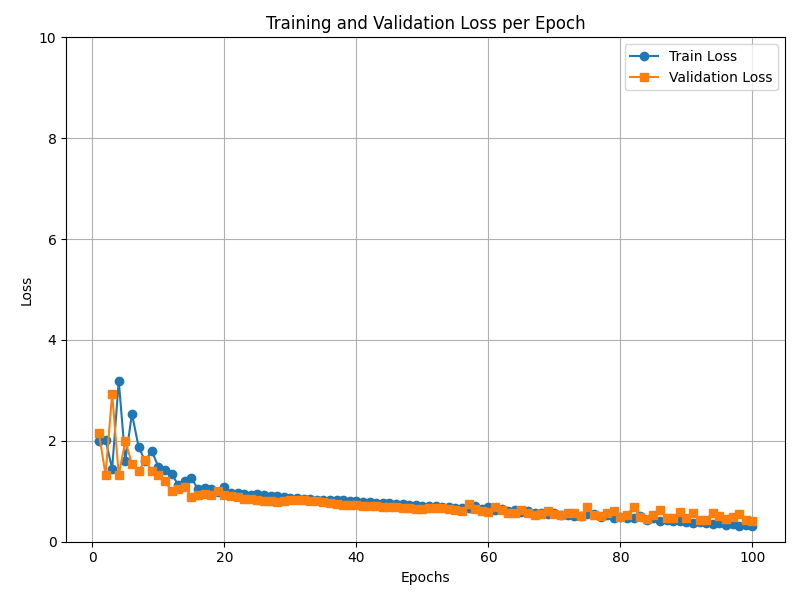 Training and Validation Loss per Epoch
10
Train Loss
Validation Loss
8
6
Loss
4
2
0
0 20 40 60 80 100
Epochs